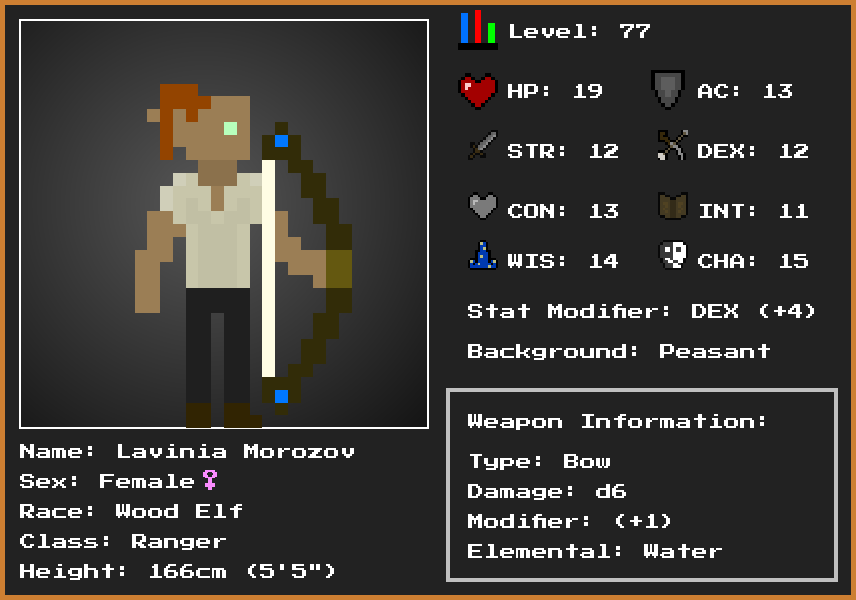 Level: 77
HP: 19 AC: 13
STR: 12 DEX: 12
CON: 13 INT: 11
WIS: 14 CHA: 15
Stat Modifier: DEX (+4)
Background: Peasant
Weapon Information:
Type: Bow
Damage: d6
Modifier: (+1)
Elemental: Water
Name: Lavinia Morozov
Sex: Female♀
Race: Wood Elf
Class: Ranger
Height: 166cm (5'5")